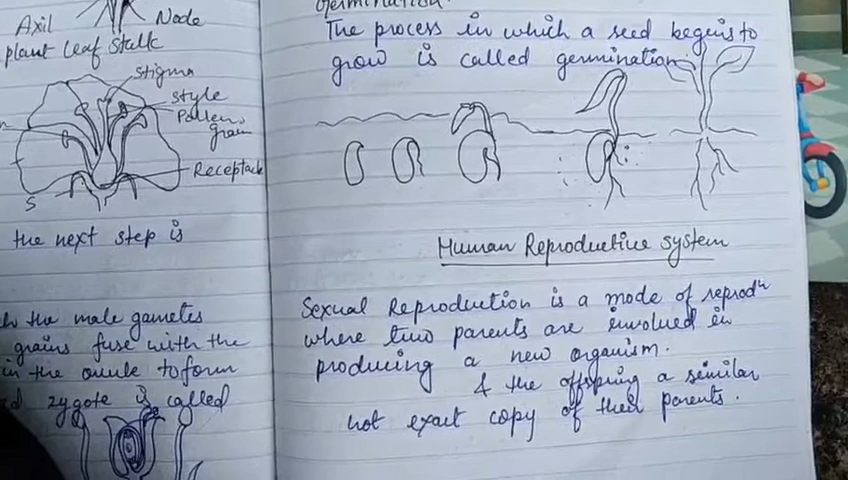 Axil
Node
plant leaf stalk
stigma
style
Pollen
grain
Receptack
S
the next step is
the male gametes
grains fuse with the
in the ovule to form
zygote is called
Germination.
The process in which a seed begins to
grow is called germination.
Human Reproductive system
Sexual Reproduction is a mode of reprodⁿ
where two parents are involved in
producing a new organism.
& the offspring a similar
not exact copy of their parents.